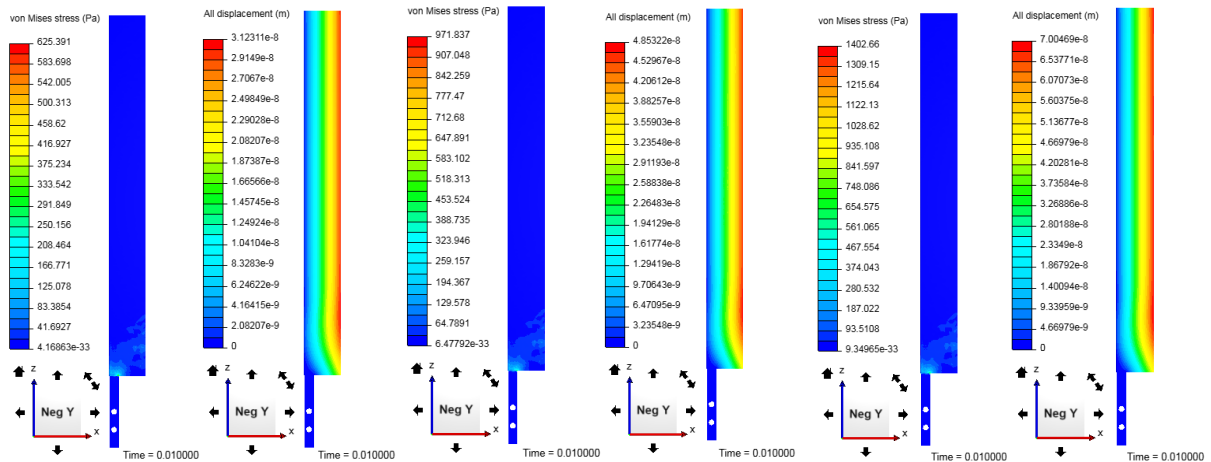 von Mises stress (Pa)
625.391
583.698
542.005
500.313
458.62
416.927
375.234
333.542
291.849
250.156
208.464
166.771
125.078
83.3854
41.6927
4.16863e-33
z
Neg Y
x
Time = 0.010000
All displacement (m)
3.12311e-8
2.9149e-8
2.7067e-8
2.49849e-8
2.29028e-8
2.08207e-8
1.87387e-8
1.66566e-8
1.45745e-8
1.24924e-8
1.04104e-8
8.3283e-9
6.24622e-9
4.16415e-9
2.08207e-9
0
z
Neg Y
x
Time = 0.010000
von Mises stress (Pa)
971.837
907.048
842.259
777.47
712.68
647.891
583.102
518.313
453.524
388.735
323.946
259.157
194.367
129.578
64.7891
6.47792e-33
z
Neg Y
x
Time = 0.010000
All displacement (m)
4.85322e-8
4.52967e-8
4.20612e-8
3.88257e-8
3.55903e-8
3.23548e-8
2.91193e-8
2.58838e-8
2.26483e-8
1.94129e-8
1.61774e-8
1.29419e-8
9.70643e-9
6.47095e-9
3.23548e-9
0
z
Neg Y
x
Time = 0.010000
von Mises stress (Pa)
1402.66
1309.15
1215.64
1122.13
1028.62
935.108
841.597
748.086
654.575
561.065
467.554
374.043
280.532
187.022
93.5108
9.34965e-33
z
Neg Y
x
Time = 0.010000
All displacement (m)
7.00469e-8
6.53771e-8
6.07073e-8
5.60375e-8
5.13677e-8
4.66979e-8
4.20281e-8
3.73584e-8
3.26886e-8
2.80188e-8
2.3349e-8
1.86792e-8
1.40094e-8
9.33959e-9
4.66979e-9
0
z
Neg Y
x
Time = 0.010000